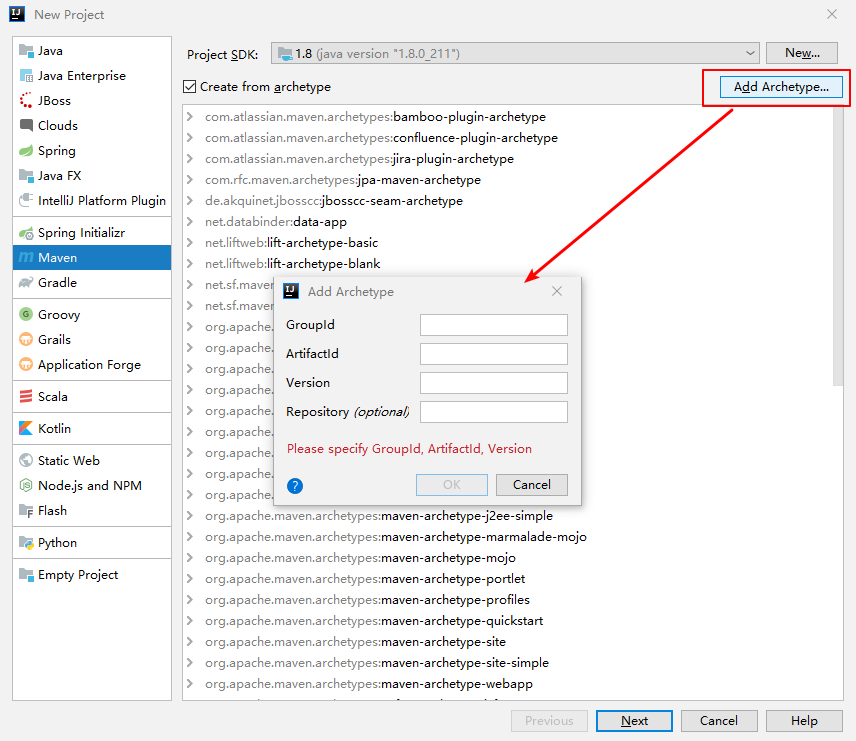 New Project
Java
Java Enterprise
JBoss
Clouds
Spring
Java FX
IntelliJ Platform Plugin
Spring Initializr
Maven
Gradle
Groovy
Grails
Application Forge
Scala
Kotlin
Static Web
Node.js and NPM
Flash
Python
Empty Project
Project SDK: 1.8 (java version "1.8.0_211") New...
Create from archetype Add Archetype...
com.atlassian.maven.archetypes:bamboo-plugin-archetype
com.atlassian.maven.archetypes:confluence-plugin-archetype
com.atlassian.maven.archetypes:jira-plugin-archetype
com.rfc.maven.archetypes:jpa-maven-archetype
de.akquinet.jbosscc:jbosscc-seam-archetype
net.databinder:data-app
net.liftweb:lift-archetype-basic
net.liftweb:lift-archetype-blank
net.sf.maven
net.sf.maven
org.apache.
org.apache.
org.apache.
org.apache.
org.apache.
org.apache.
org.apache.
org.apache.
org.apache.
org.apache.maven.archetypes:maven-archetype-j2ee-simple
org.apache.maven.archetypes:maven-archetype-marmalade-mojo
org.apache.maven.archetypes:maven-archetype-mojo
org.apache.maven.archetypes:maven-archetype-portlet
org.apache.maven.archetypes:maven-archetype-profiles
org.apache.maven.archetypes:maven-archetype-quickstart
org.apache.maven.archetypes:maven-archetype-site
org.apache.maven.archetypes:maven-archetype-site-simple
org.apache.maven.archetypes:maven-archetype-webapp
Add Archetype
GroupId
ArtifactId
Version
Repository (optional)
Please specify GroupId, ArtifactId, Version
? OK Cancel
Previous Next Cancel Help